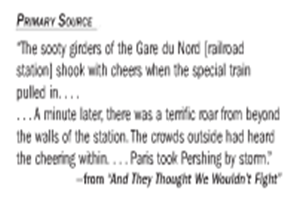 PRIMARY SOURCE
"The sooty girders of the Gare du Nord [railroad
station] shook with cheers when the special train
pulled in. . . .
. . . A minute later, there was a terrific roar from beyond
the walls of the station. The crowds outside had heard
the cheering within. . . . Paris took Pershing by storm."
—from "And They Thought We Wouldn't Fight"